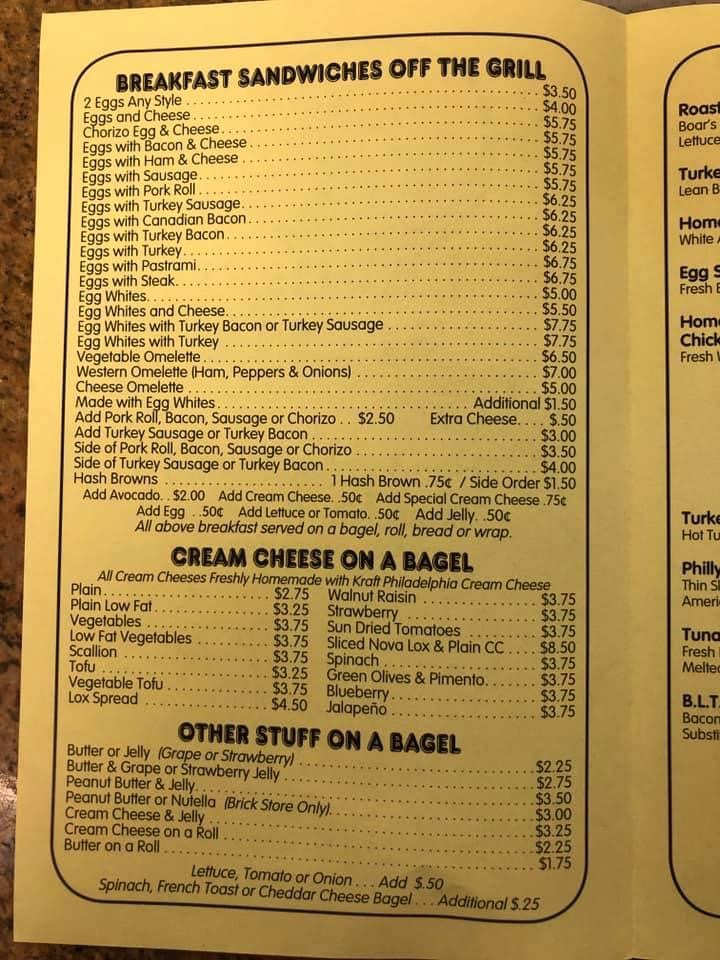 BREAKFAST SANDWICHES OFF THE GRILL
2 Eggs Any Style . . . $3.50
Eggs and Cheese . . . $4.00
Chorizo Egg & Cheese . . . $5.75
Eggs with Bacon & Cheese . . . $5.75
Eggs with Ham & Cheese . . . $5.75
Eggs with Sausage . . . $5.75
Eggs with Pork Roll . . . $5.75
Eggs with Turkey Sausage . . . $6.25
Eggs with Canadian Bacon . . . $6.25
Eggs with Turkey Bacon . . . $6.25
Eggs with Turkey . . . $6.25
Eggs with Pastrami . . . $6.75
Eggs with Steak . . . $6.75
Egg Whites . . . $5.00
Egg Whites and Cheese . . . $5.50
Egg Whites with Turkey Bacon or Turkey Sausage . . . $7.75
Egg Whites with Turkey . . . $7.75
Vegetable Omelette . . . $6.50
Western Omelette (Ham, Peppers & Onions) . . . $7.00
Cheese Omelette . . . $5.00
Made with Egg Whites . . . Additional $1.50
Add Pork Roll, Bacon, Sausage or Chorizo . . $2.50 Extra Cheese. . . . $.50
Add Turkey Sausage or Turkey Bacon . . . $3.00
Side of Pork Roll, Bacon, Sausage or Chorizo . . . $3.50
Side of Turkey Sausage or Turkey Bacon . . . $4.00
Hash Browns . . . 1 Hash Brown .75¢ / Side Order $1.50
Add Avocado. . $2.00 Add Cream Cheese. .50¢ Add Special Cream Cheese .75¢
Add Egg . .50¢ Add Lettuce or Tomato. .50¢ Add Jelly. .50¢
All above breakfast served on a bagel, roll, bread or wrap.
CREAM CHEESE ON A BAGEL
All Cream Cheeses Freshly Homemade with Kraft Philadelphia Cream Cheese
Plain . . . $2.75
Plain Low Fat . . . $3.25
Vegetables . . . $3.75
Low Fat Vegetables . . . $3.75
Scallion . . . $3.75
Tofu . . . $3.25
Vegetable Tofu . . . $3.75
Lox Spread . . . $4.50
Walnut Raisin . . . $3.75
Strawberry . . . $3.75
Sun Dried Tomatoes . . . $3.75
Sliced Nova Lox & Plain CC . . . $8.50
Spinach . . . $3.75
Green Olives & Pimento . . . $3.75
Blueberry . . . $3.75
Jalapeño . . . $3.75
OTHER STUFF ON A BAGEL
Butter or Jelly (Grape or Strawberry) . . . $2.25
Butter & Grape or Strawberry Jelly . . . $2.75
Peanut Butter & Jelly . . . $3.50
Peanut Butter or Nutella (Brick Store Only) . . . $3.00
Cream Cheese & Jelly . . . $3.25
Cream Cheese on a Roll . . . $2.25
Butter on a Roll . . . $1.75
Lettuce, Tomato or Onion . . . Add $.50
Spinach, French Toast or Cheddar Cheese Bagel . . . Additional $.25
Roast
Boar's
Lettuce
Turke
Lean B
Home
White
Egg S
Fresh
Home
Chick
Fresh
Turke
Hot Tu
Philly
Thin Sl
Ameri
Tuna
Fresh
Melted
B.L.T.
Bacon
Substi